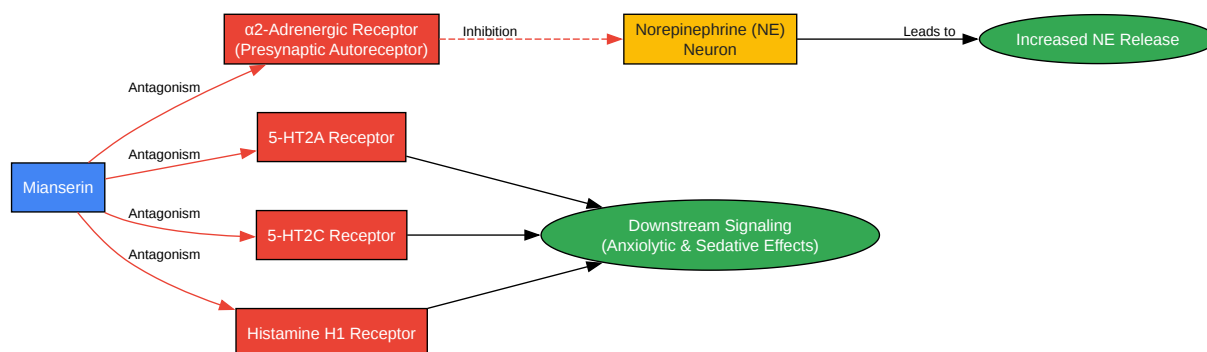 α2-Adrenergic Receptor
(Presynaptic Autoreceptor)
Inhibition
Norepinephrine (NE)
Neuron
Leads to
Increased NE Release
Antagonism
5-HT2A Receptor
Antagonism
Mianserin
Antagonism
5-HT2C Receptor
Downstream Signaling
(Anxiolytic & Sedative Effects)
Antagonism
Histamine H1 Receptor